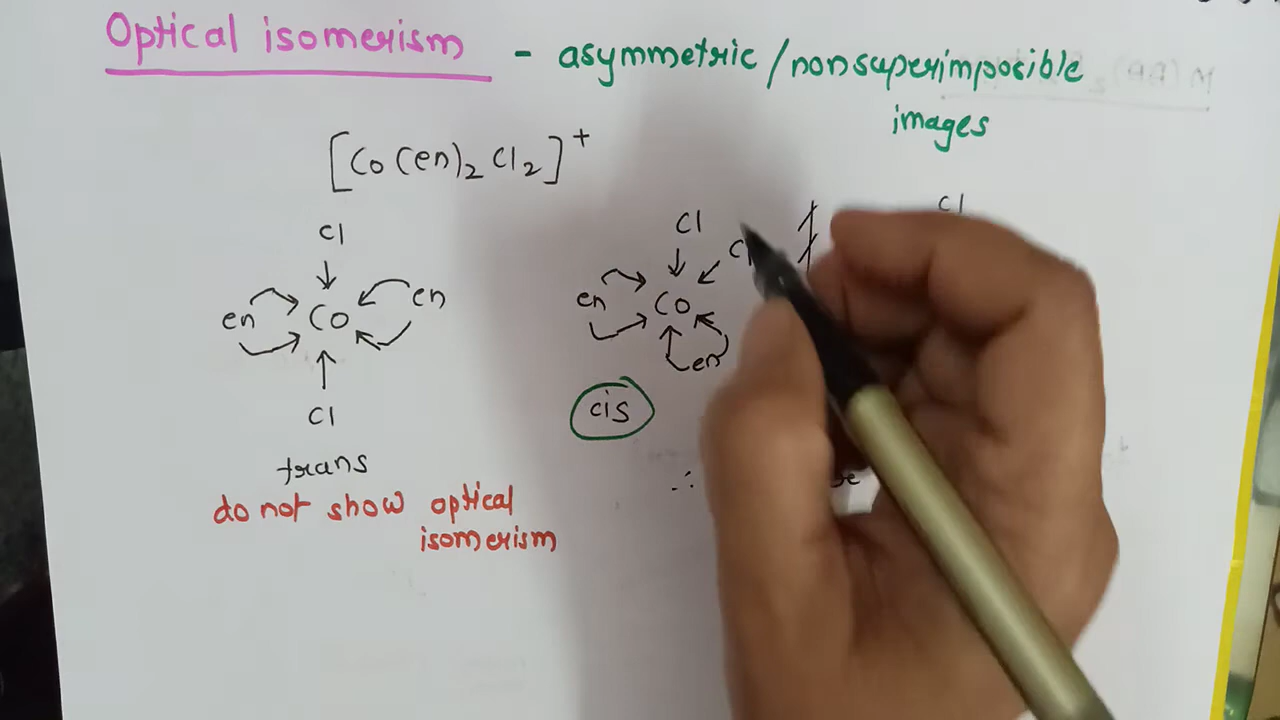 Optical isomerism - asymmetric/nonsuperimposible
images
[Co(en)2Cl2]+
Cl
en Co en
Cl
trans
do not show optical
isomerism
Cl
en Co
en
cis
∴
Cl